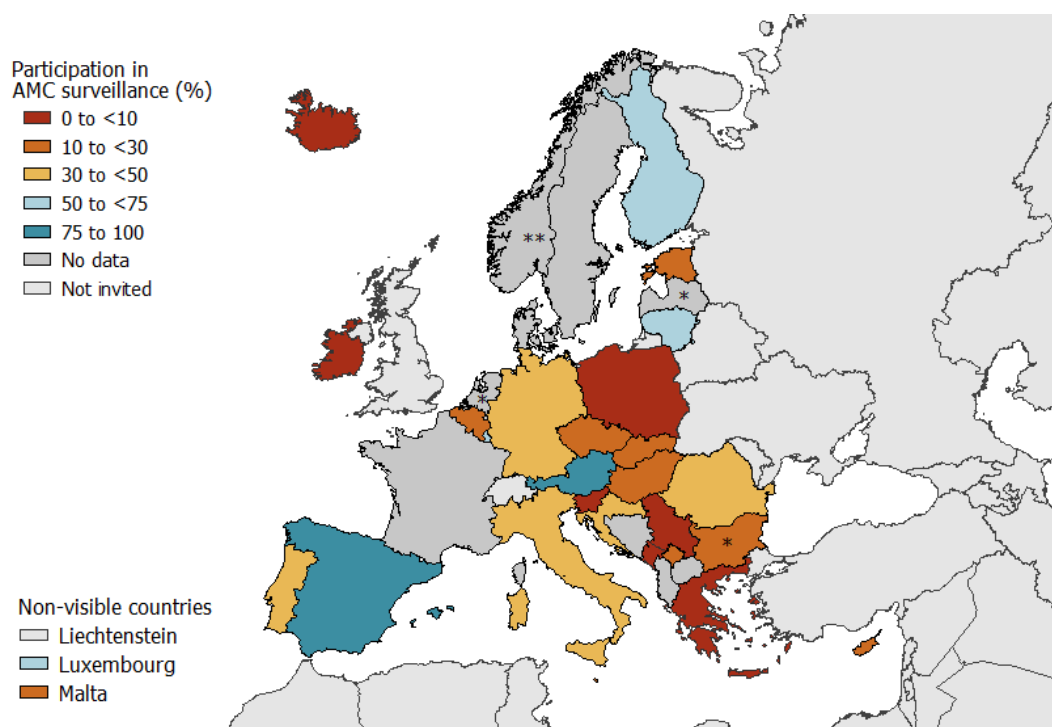 Participation in
AMC surveillance (%)
0 to <10
10 to <30
30 to <50
50 to <75
75 to 100
No data
Not invited
**
*
*
*
Non-visible countries
Liechtenstein
Luxembourg
Malta